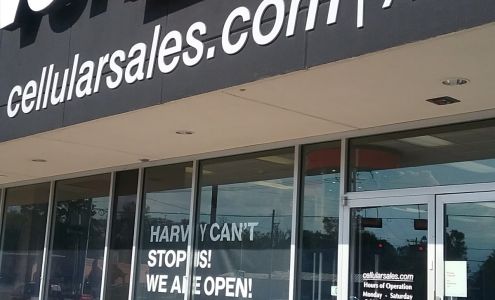 cellularsales.com
HARVEY CAN'T
STOP US!
WE ARE OPEN!
cellularsales.com
Hours of Operation
Monday - Saturday